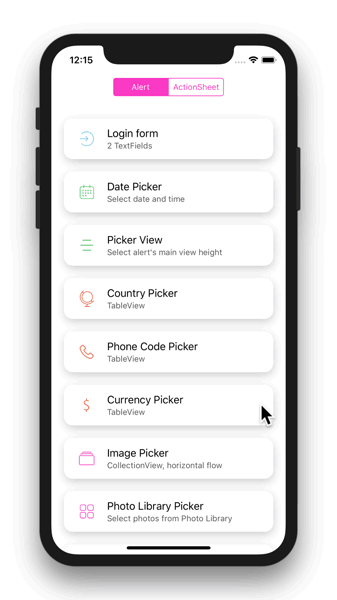 12:15
Alert
ActionSheet
Login form
2 TextFields
Date Picker
Select date and time
Picker View
Select alert's main view height
Country Picker
TableView
Phone Code Picker
TableView
Currency Picker
TableView
Image Picker
CollectionView, horizontal flow
Photo Library Picker
Select photos from Photo Library